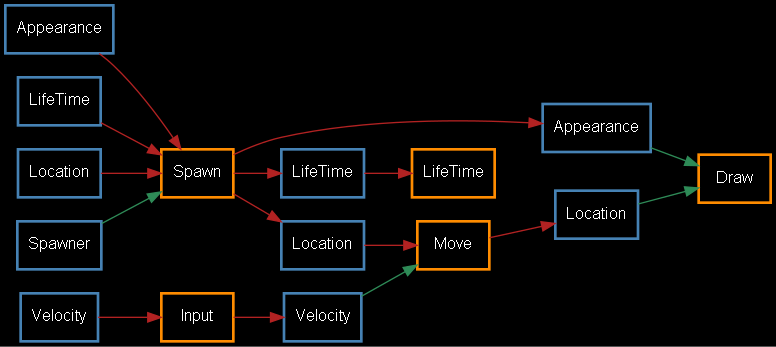 Appearance
LifeTime
Appearance
Location
Spawn
LifeTime
LifeTime
Draw
Location
Spawner
Location
Move
Velocity
Input
Velocity